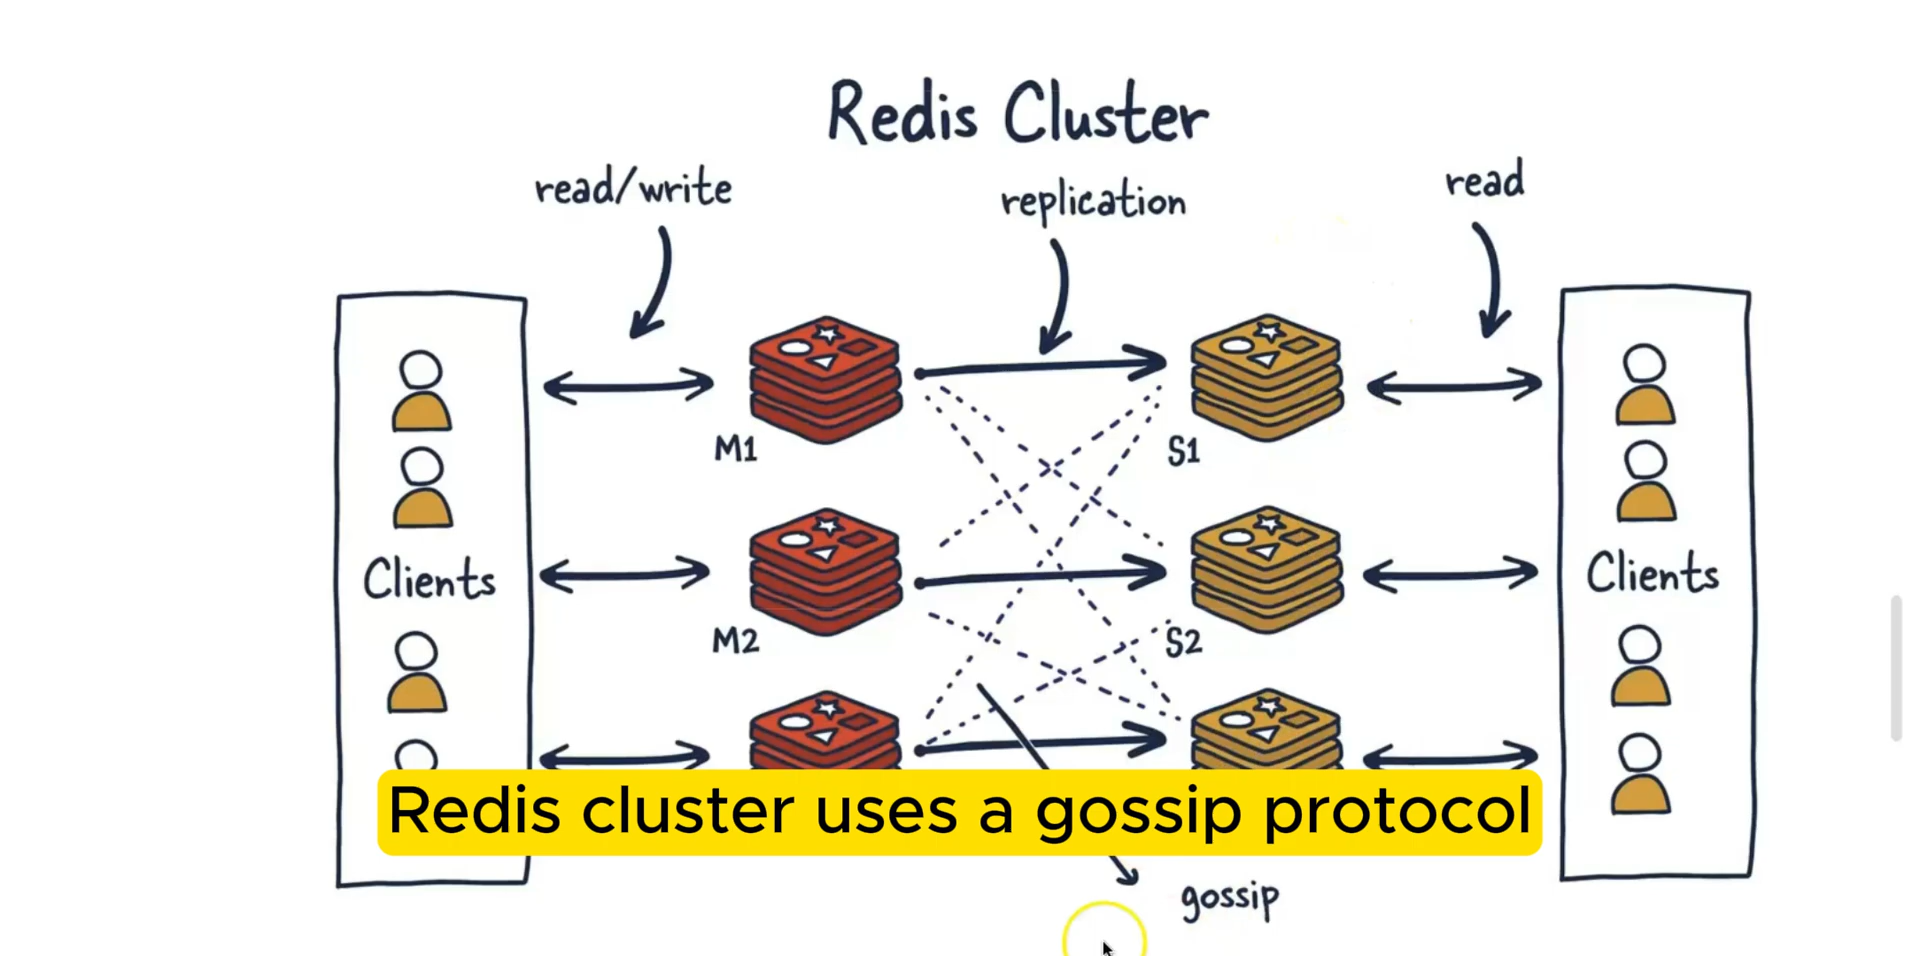 Redis Cluster
read/write
replication
read
M1
S1
Clients
Clients
M2
S2
Redis cluster uses a gossip protocol
gossip